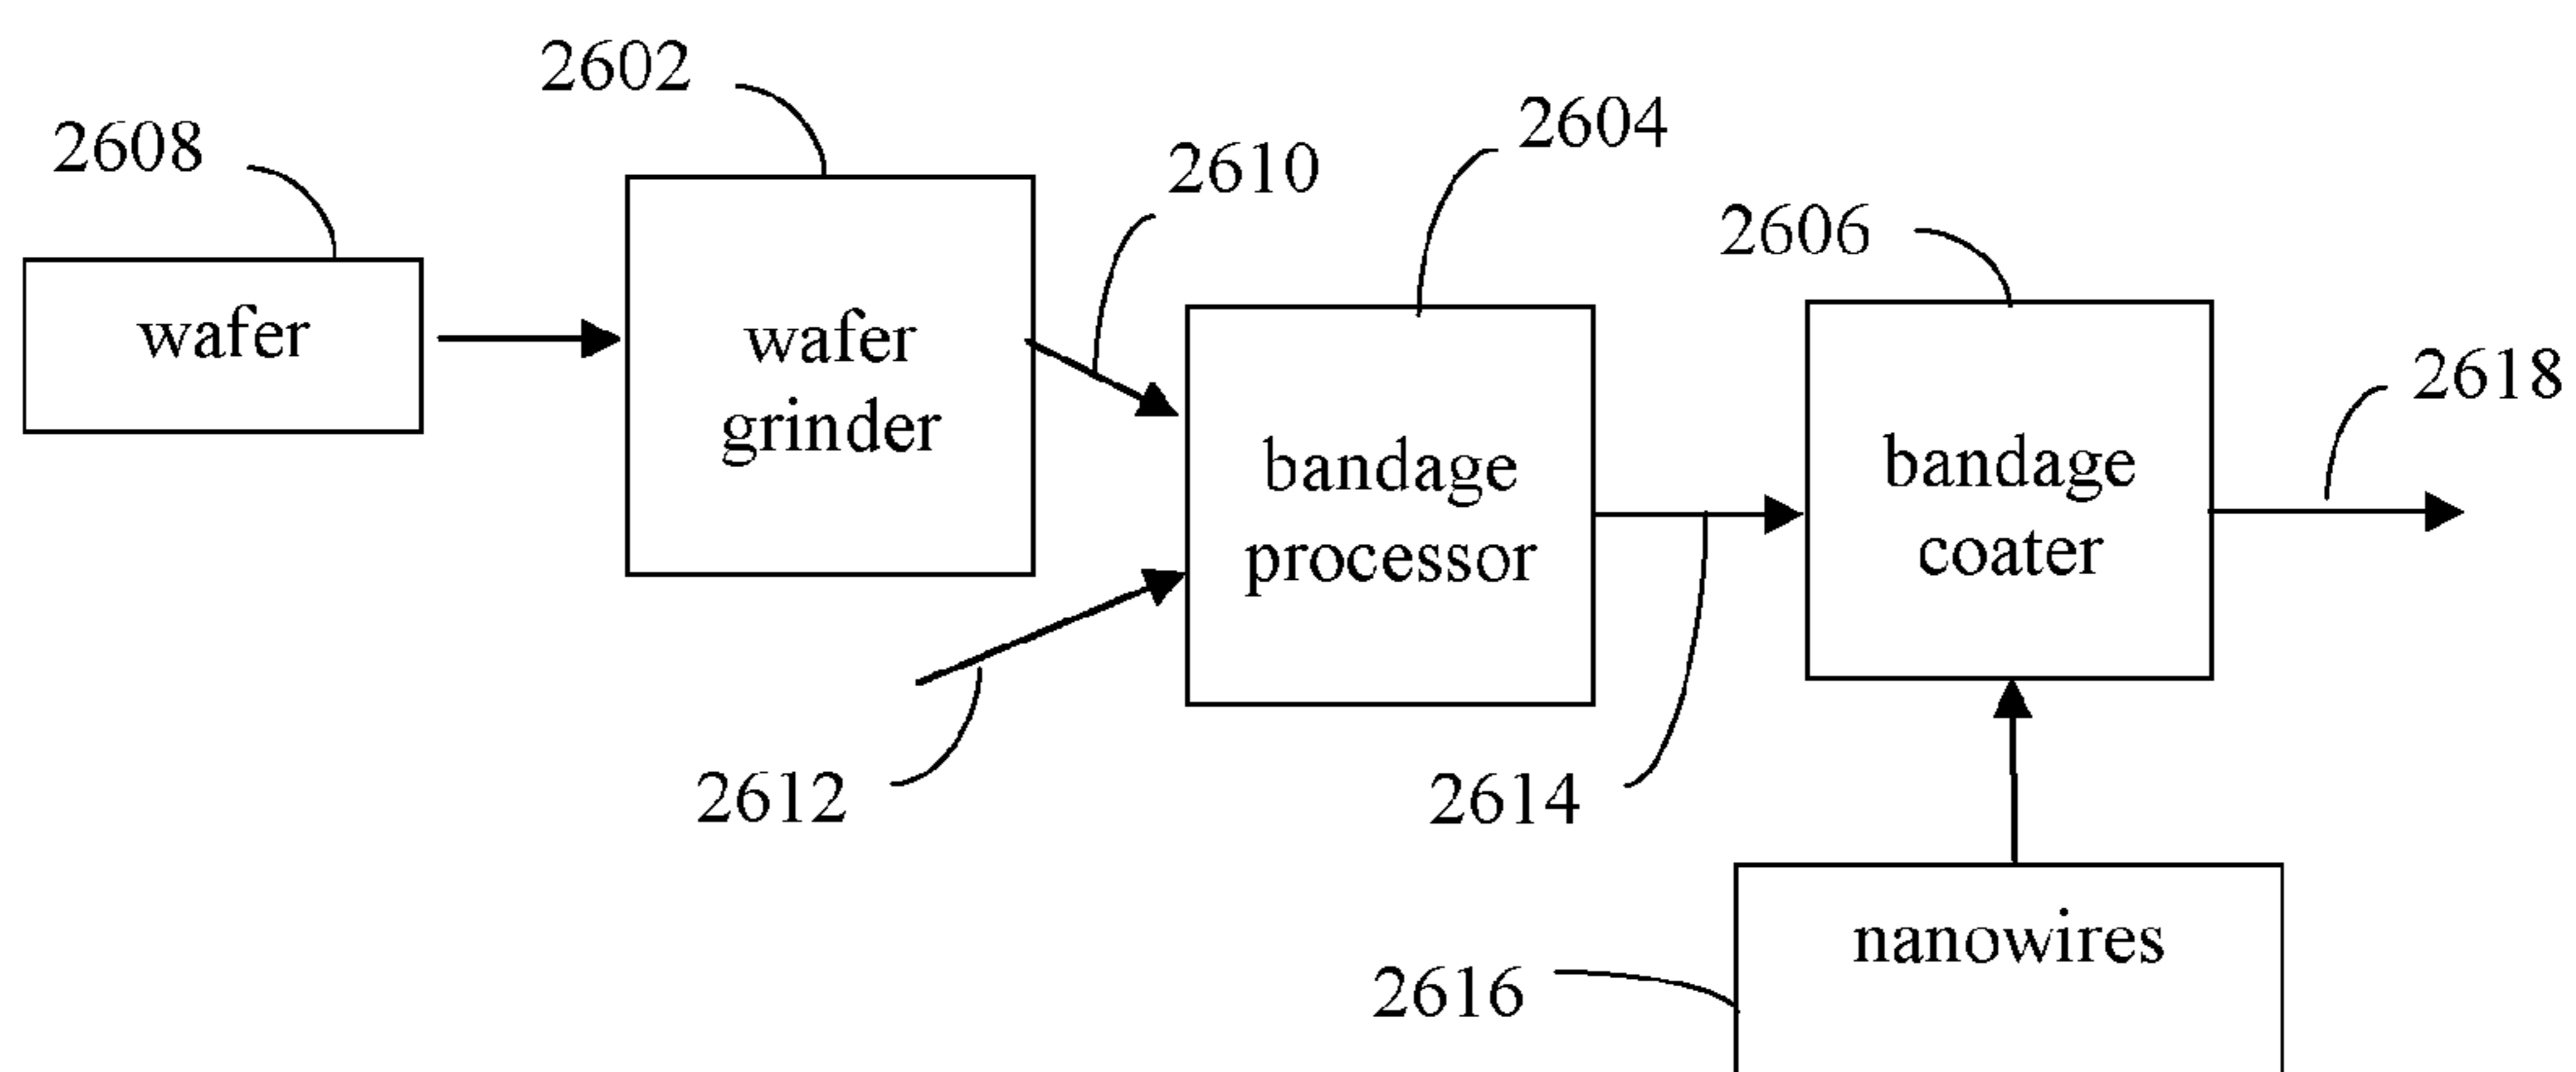 2602
2608
2604
2610
2606
wafer
wafer
grinder
2618
bandage
processor
bandage
coater
2612
2614
nanowires
2616